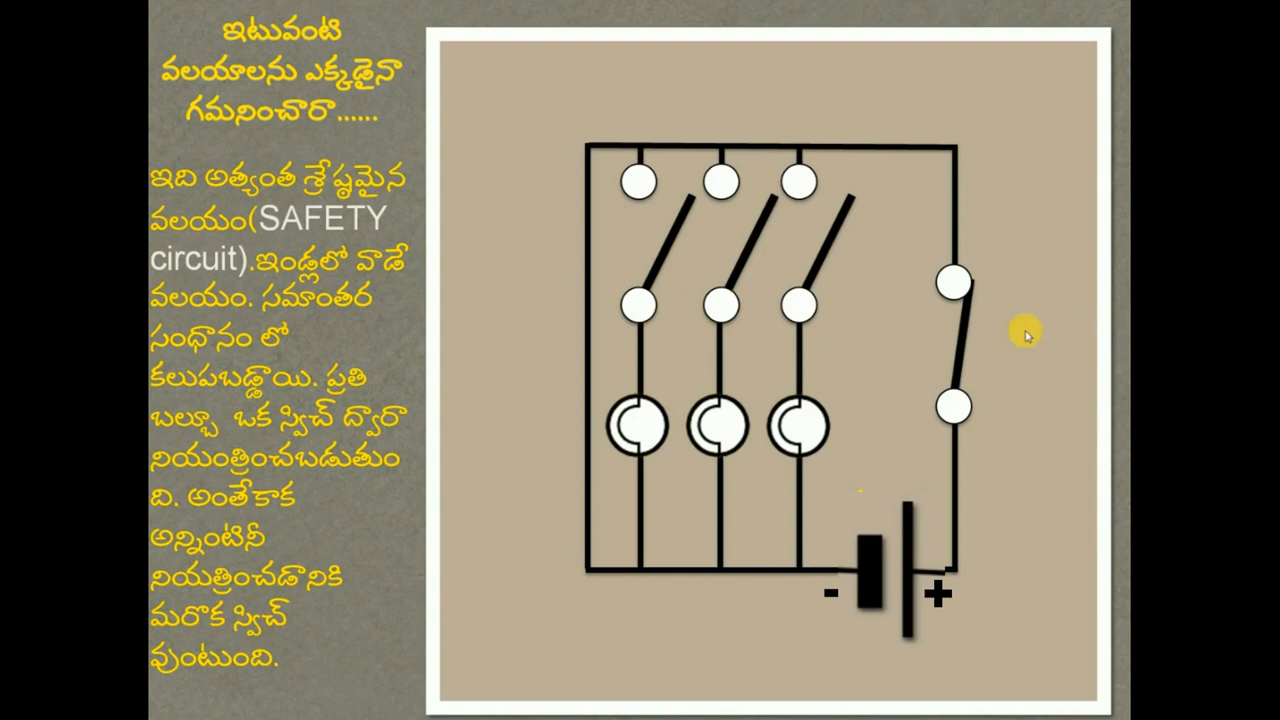 ఇటువంటి
వలయాలను ఎక్కడైనా
గమనించారా......
ఇది అత్యంత శ్రేష్ఠమైన
వలయం(SAFETY
circuit).ఇండ్లలో వాడే
వలయం. సమాంతర
సంధానం లో
కలుపబడ్డాయి. ప్రతి
బల్బూ ఒక స్విచ్ ద్వారా
నియంత్రించబడుతుం
ది. అంతేకాక
అన్నింటినీ
నియత్రించడానికి
మరొక స్విచ్
వుంటుంది.
- +